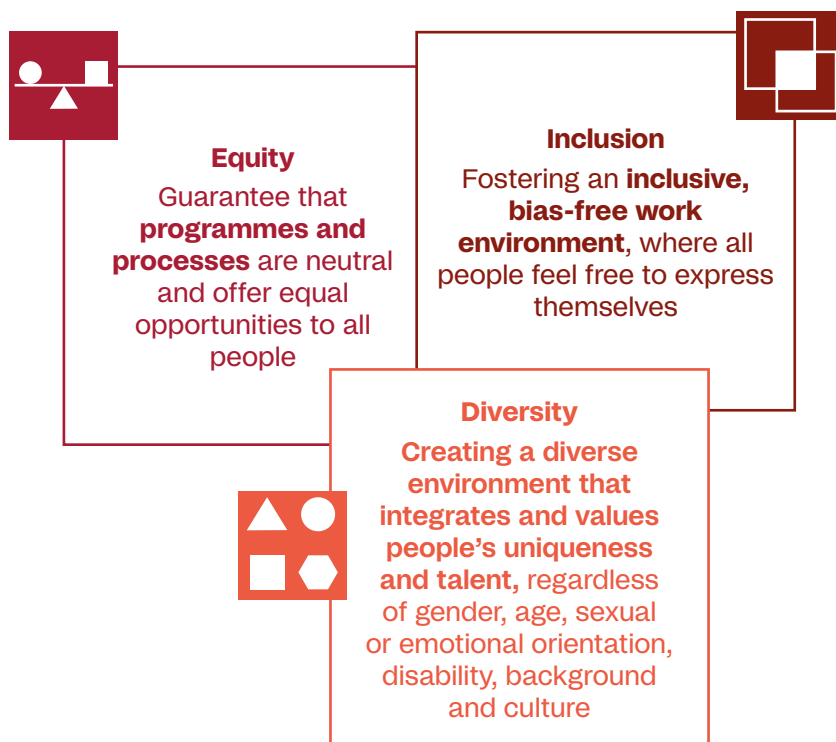 Equity
Guarantee that
programmes and
processes are neutral
and offer equal
opportunities to all
people
Inclusion
Fostering an inclusive,
bias-free work
environment, where all
people feel free to express
themselves
Diversity
Creating a diverse
environment that
integrates and values
people’s uniqueness
and talent, regardless
of gender, age, sexual
or emotional orientation,
disability, background
and culture